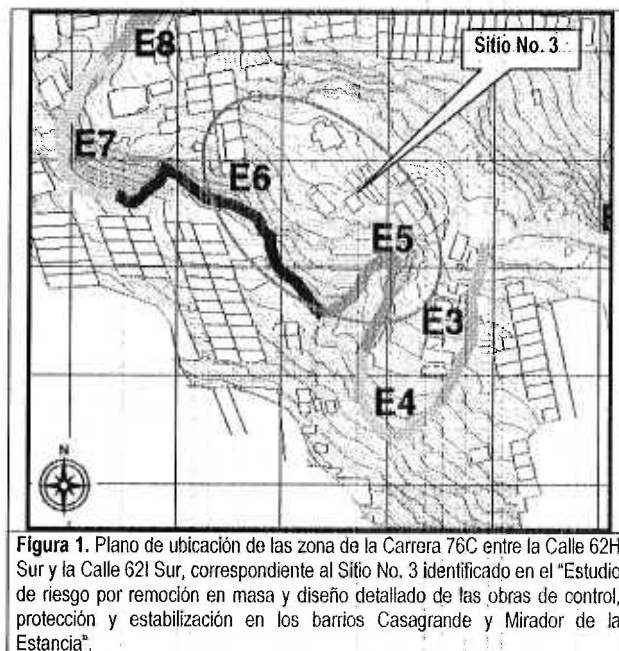 E8
Sitio No. 3
E7
E6
E5
E3
E4
N
Figura 1. Plano de ubicación de las zona de la Carrera 76C entre la Calle 62H
Sur y la Calle 62I Sur, correspondiente al Sitio No. 3 identificado en el "Estudio
de riesgo por remoción en masa y diseño detallado de las obras de control,
protección y estabilización en los barrios Casagrande y Mirador de la
Estancia".